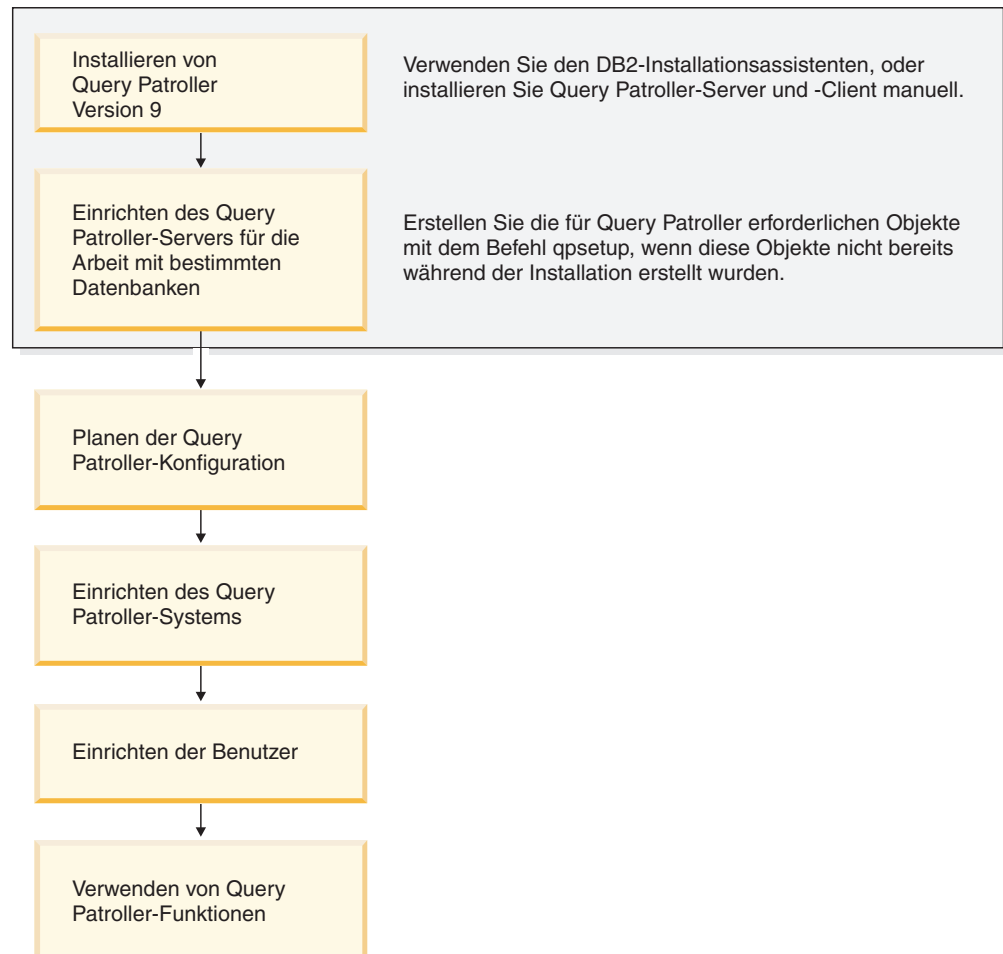 Installieren von
Query Patroller
Version 9
Verwenden Sie den DB2-Installationsassistenten, oder
installieren Sie Query Patroller-Server und -Client manuell.
Einrichten des Query
Patroller-Servers für die
Arbeit mit bestimmten
Datenbanken
Erstellen Sie die für Query Patroller erforderlichen Objekte
mit dem Befehl qpsetup, wenn diese Objekte nicht bereits
während der Installation erstellt wurden.
Planen der Query
Patroller-Konfiguration
Einrichten des Query
Patroller-Systems
Einrichten der Benutzer
Verwenden von Query
Patroller-Funktionen